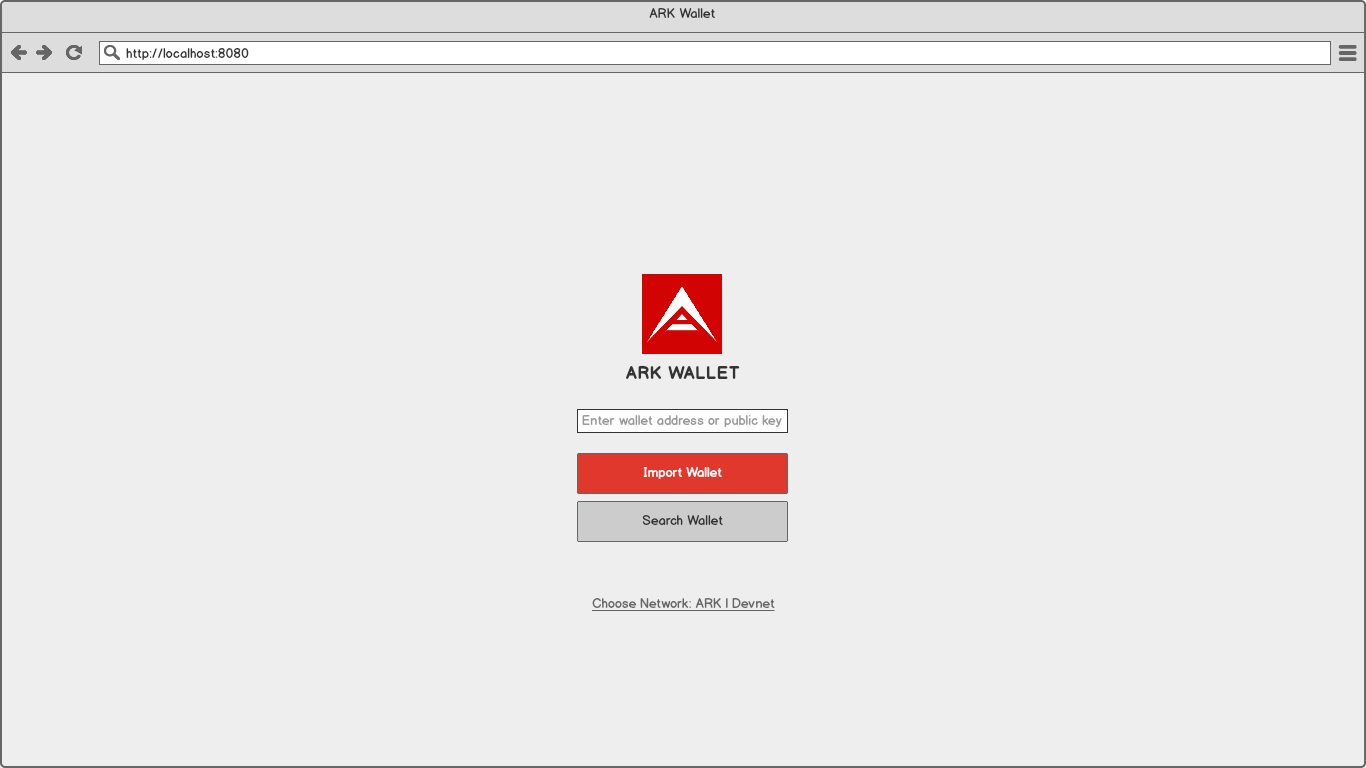 ARK Wallet
http://localhost:8080
ARK WALLET
Enter wallet address or public key
Import Wallet
Search Wallet
Choose Network: ARK | Devnet